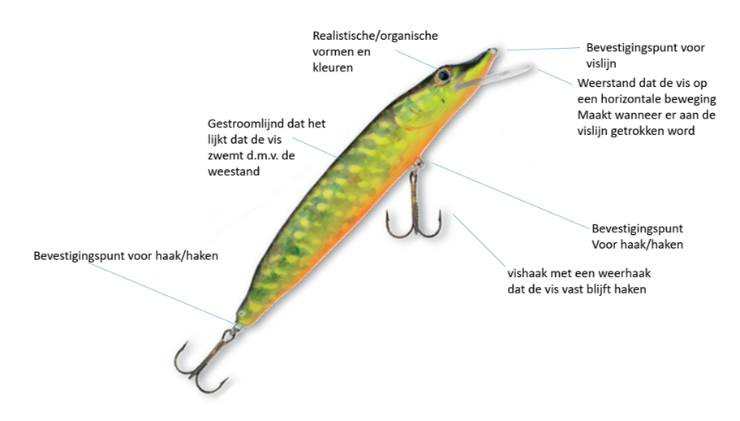 Realistische/organische
vormen en
kleuren
Bevestigingspunt voor
vislijn
Weerstand dat de vis op
een horizontale beweging
Maakt wanneer er aan de
vislijn getrokken word
Gestroomlijnd dat het
lijkt dat de vis
zwemt d.m.v. de
weestand
Bevestigingspunt
Voor haak/haken
Bevestigingspunt voor haak/haken
vishaak met een weerhaak
dat de vis vast blijft haken